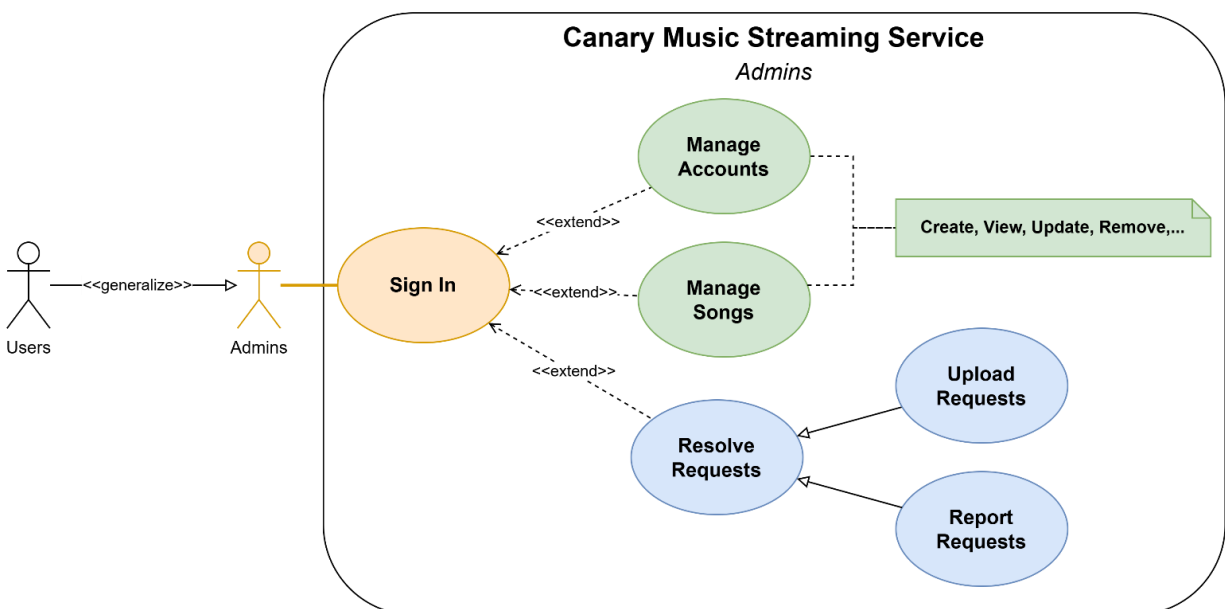 Canary Music Streaming Service
Admins
Manage
Accounts
<<extend>>
Create, View, Update, Remove,...
Users
<<generalize>>
Admins
Sign In
<<extend>>
Manage
Songs
<<extend>>
Upload
Requests
Resolve
Requests
Report
Requests